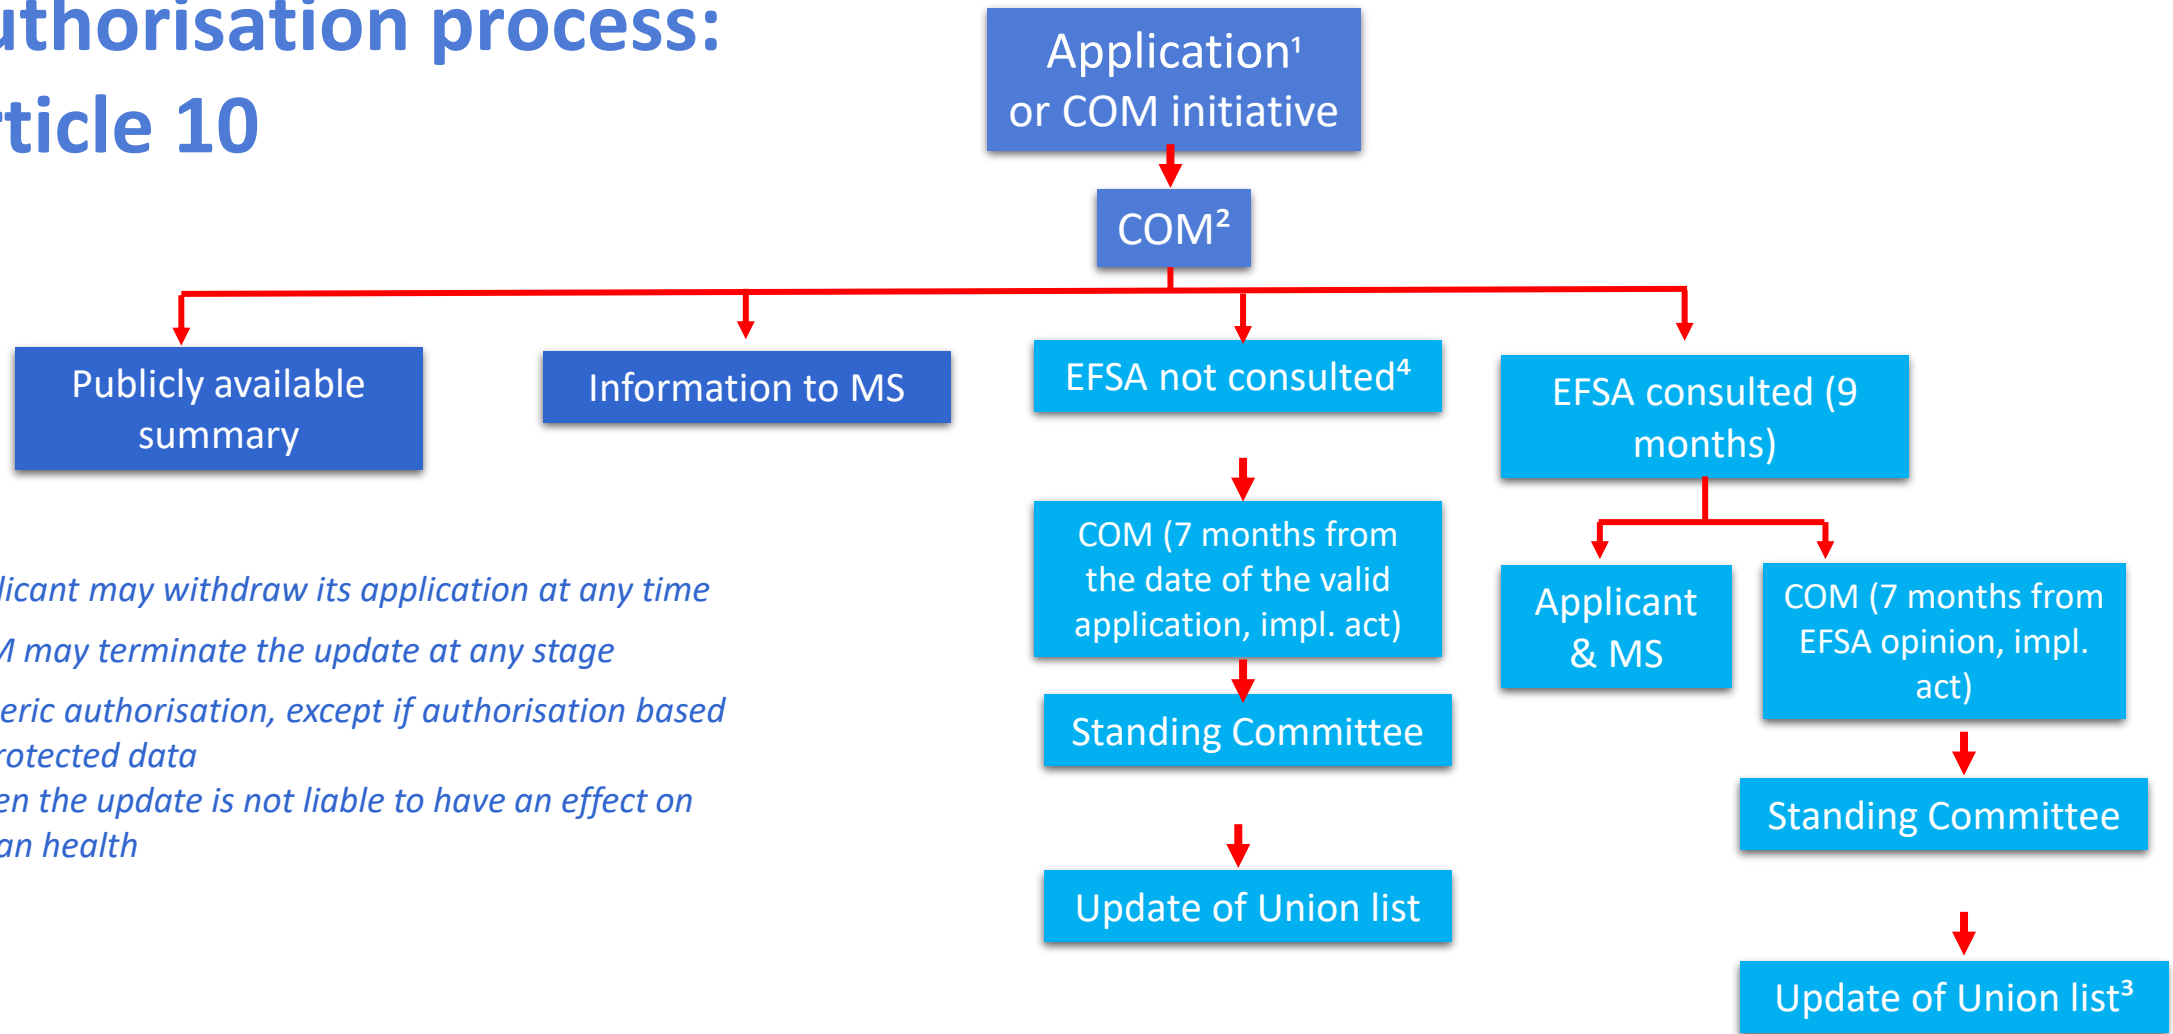 uthorisation process:
rticle 10
Application¹
or COM initiative
COM²
Publicly available
summary
Information to MS
EFSA not consulted⁴
EFSA consulted (9
months)
COM (7 months from
the date of the valid
application, impl. act)
Applicant
& MS
COM (7 months from
EFSA opinion, impl.
act)
Standing Committee
Standing Committee
Update of Union list
Update of Union list³
licant may withdraw its application at any time
M may terminate the update at any stage
eric authorisation, except if authorisation based
rotected data
en the update is not liable to have an effect on
an health